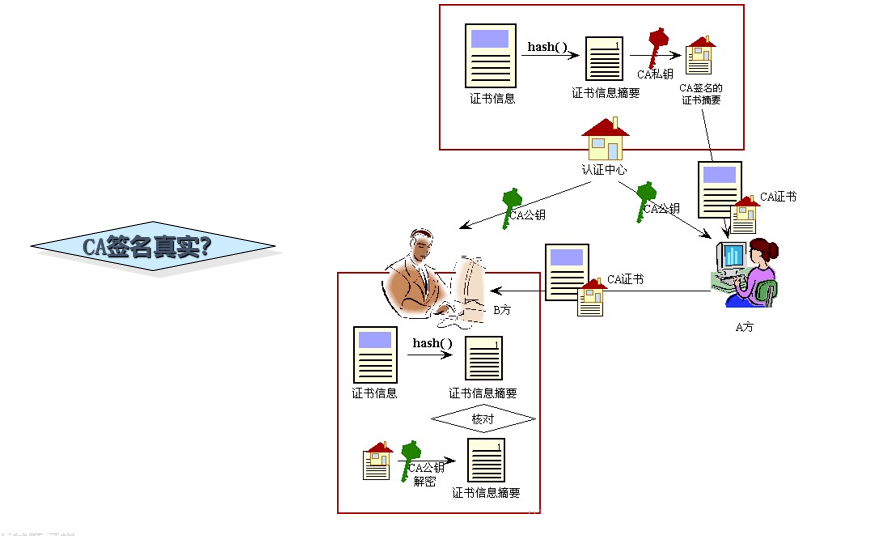 hash( )
1
CA私钥
证书信息
证书信息摘要
CA签名的
证书摘要
认证中心
CA公钥
CA公钥
CA证书
CA签名真实?
CA证书
B方
A方
hash( )
1
证书信息
证书信息摘要
核对
1
CA公钥
解密
证书信息摘要